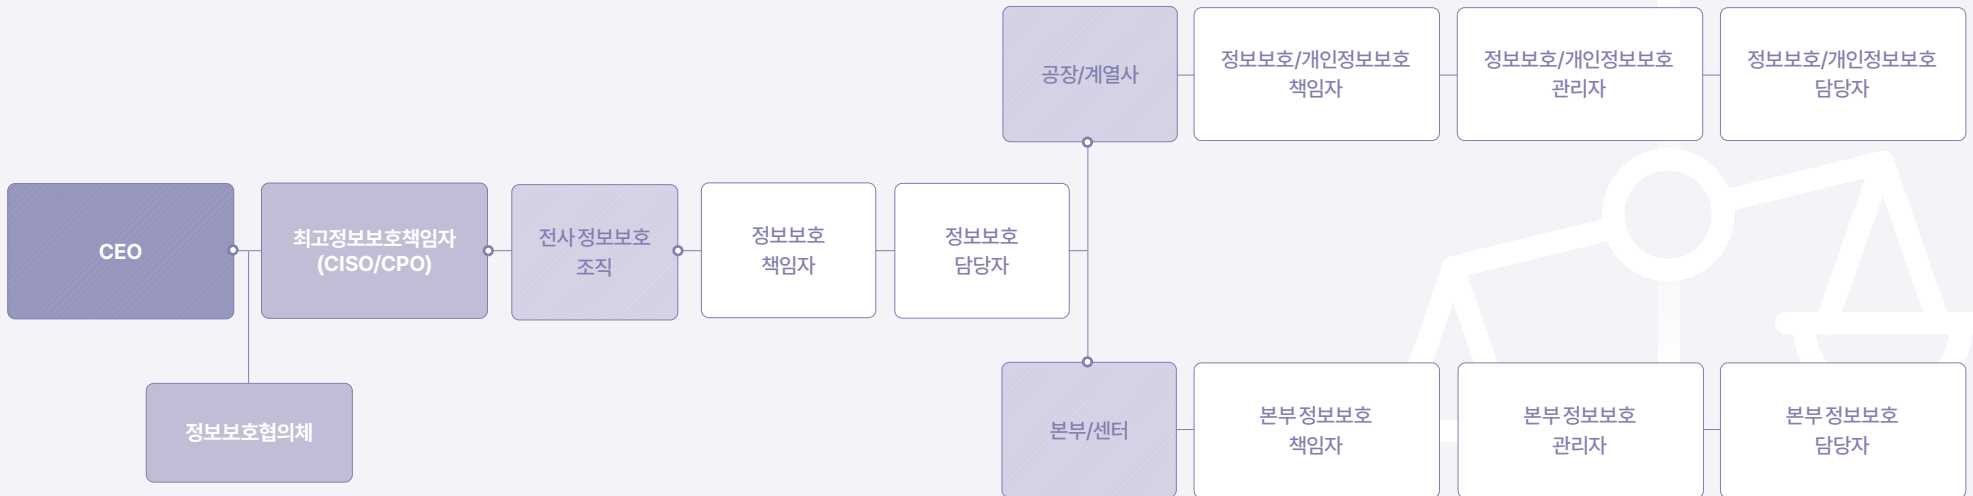 공장/계열사
정보보호/개인정보보호
책임자
정보보호/개인정보보호
관리자
정보보호/개인정보보호
담당자
CEO
최고정보보호책임자
(CISO/CPO)
전사 정보보호
조직
정보보호
책임자
정보보호
담당자
정보보호협의체
본부/센터
본부 정보보호
책임자
본부 정보보호
관리자
본부 정보보호
담당자